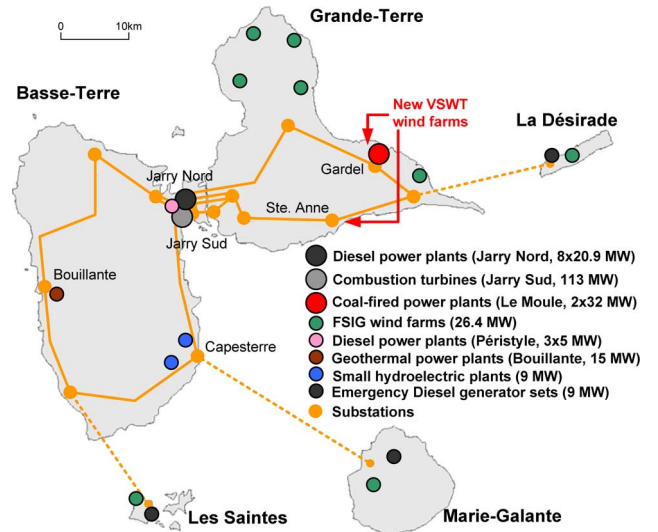 Grande-Terre
0 10km
Basse-Terre
New VSWT
wind farms
La Désirade
Jarry Nord
Gardel
Ste. Anne
Jarry Sud
Bouillante
Capesterre
Diesel power plants (Jarry Nord, 8x20.9 MW)
Combustion turbines (Jarry Sud, 113 MW)
Coal-fired power plants (Le Moule, 2x32 MW)
FSIG wind farms (26.4 MW)
Diesel power plants (Péristyle, 3x5 MW)
Geothermal power plants (Bouillante, 15 MW)
Small hydroelectric plants (9 MW)
Emergency Diesel generator sets (9 MW)
Substations
Les Saintes
Marie-Galante